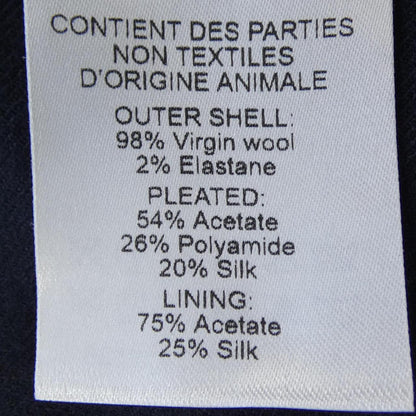 CONTIENT DES PARTIES
NON TEXTILES
D'ORIGINE ANIMALE
OUTER SHELL:
98% Virgin wool
2% Elastane
PLEATED:
54% Acetate
26% Polyamide
20% Silk
LINING:
75% Acetate
25% Silk